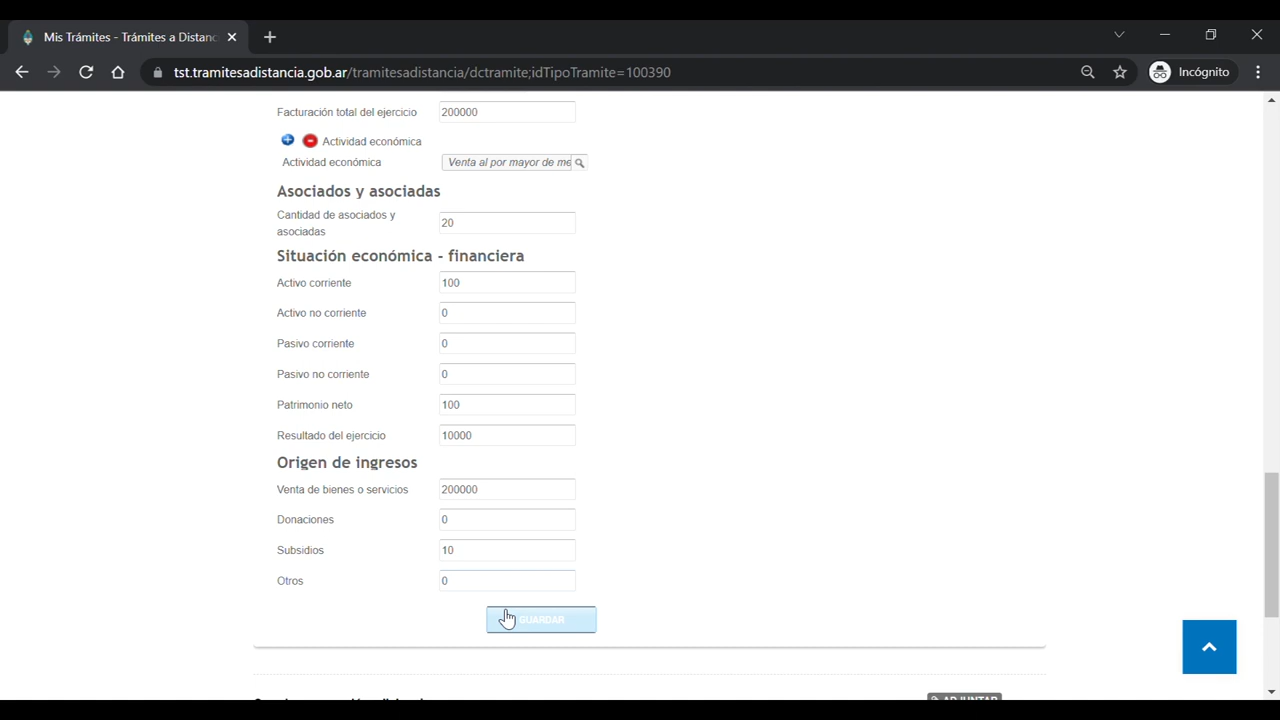 Mis Trámites - Trámites a Distanc
Incógnito
tst.tramitesadistancia.gob.ar/tramitesadistancia/dctramite;idTipoTramite=100390
Facturación total del ejercicio 200000
Actividad económica
Actividad económica Venta al por mayor de me
Asociados y asociadas
Cantidad de asociados y
asociadas 20
Situación económica - financiera
Activo corriente 100
Activo no corriente 0
Pasivo corriente 0
Pasivo no corriente 0
Patrimonio neto 100
Resultado del ejercicio 10000
Origen de ingresos
Venta de bienes o servicios 200000
Donaciones 0
Subsidios 10
Otros 0
GUARDAR
ADJUNTAR